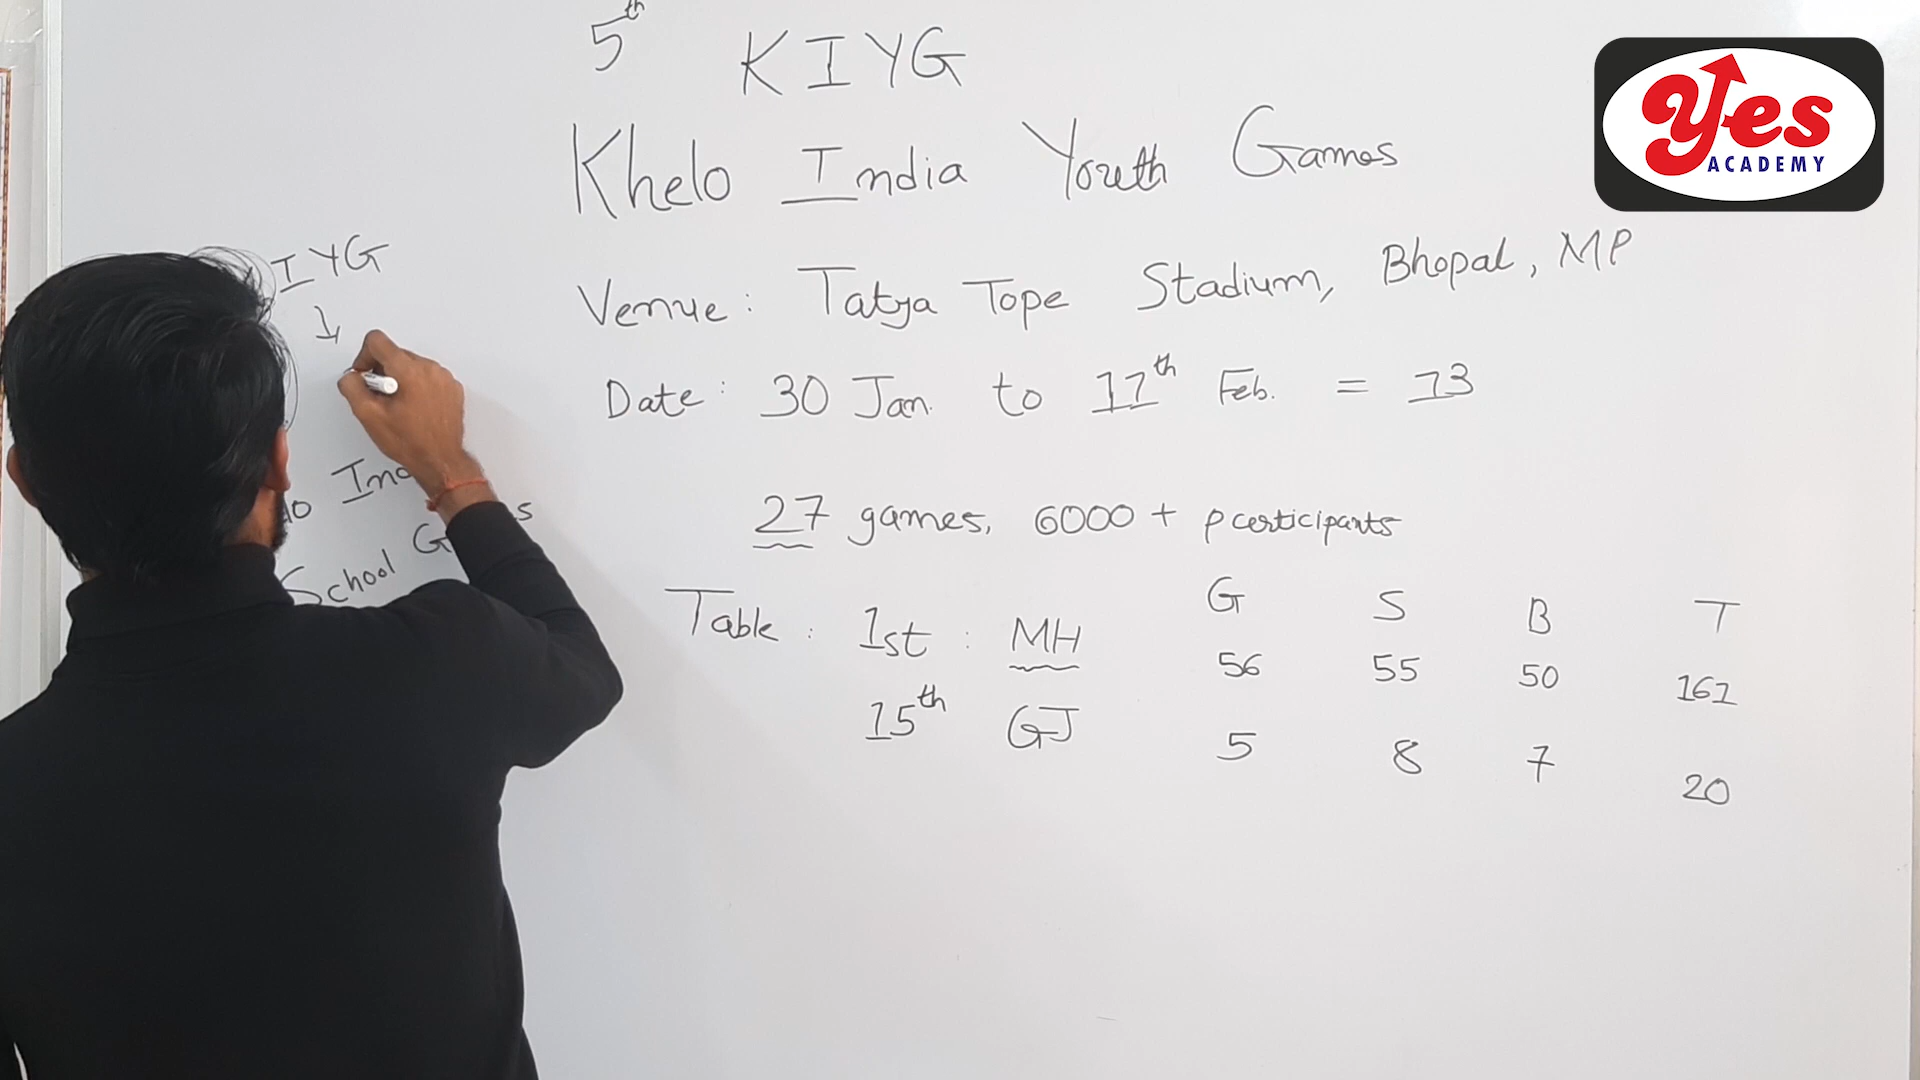 5th KIYG
Khelo India Youth Games
Venue: Tatya Tope Stadium, Bhopal, MP
Date: 30 Jan. to 11th Feb. = 13
27 games, 6000 + participants
Table: 1st: MH
G S B T
56 55 50 161
15th GJ 5 8 7 20
IYG
School
Yes
ACADEMY